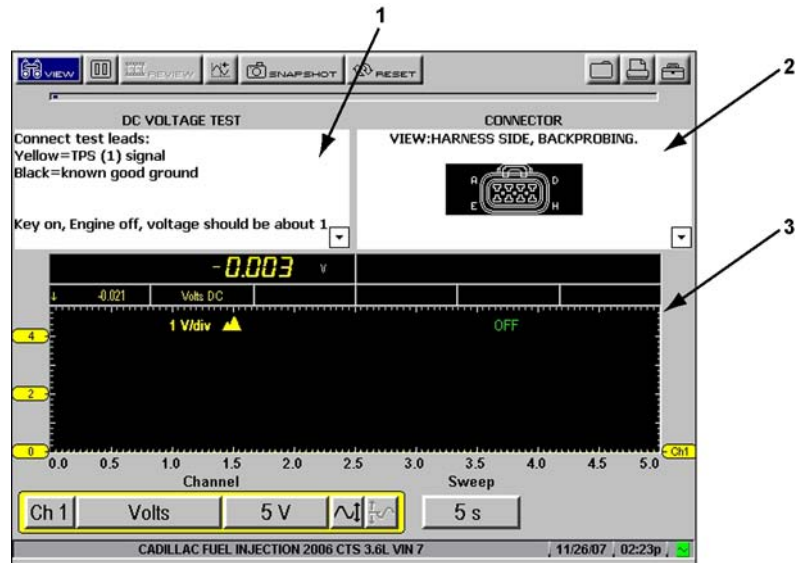 1
2
3
VIEW REVIEW SNAPSHOT RESET
DC VOLTAGE TEST
Connect test leads:
Yellow=TPS (1) signal
Black=known good ground
Key on, Engine off, voltage should be about 1
CONNECTOR
VIEW:HARNESS SIDE, BACKPROBING.
A D
E H
-0.003 V
↓ -0.021 Volts DC
1 V/div OFF
4
2
0 Ch1
0.0 0.5 1.0 1.5 2.0 2.5 3.0 3.5 4.0 4.5 5.0
Channel Sweep
Ch 1 Volts 5 V 5 s
CADILLAC FUEL INJECTION 2006 CTS 3.6L VIN 7 11/26/07 02:23p